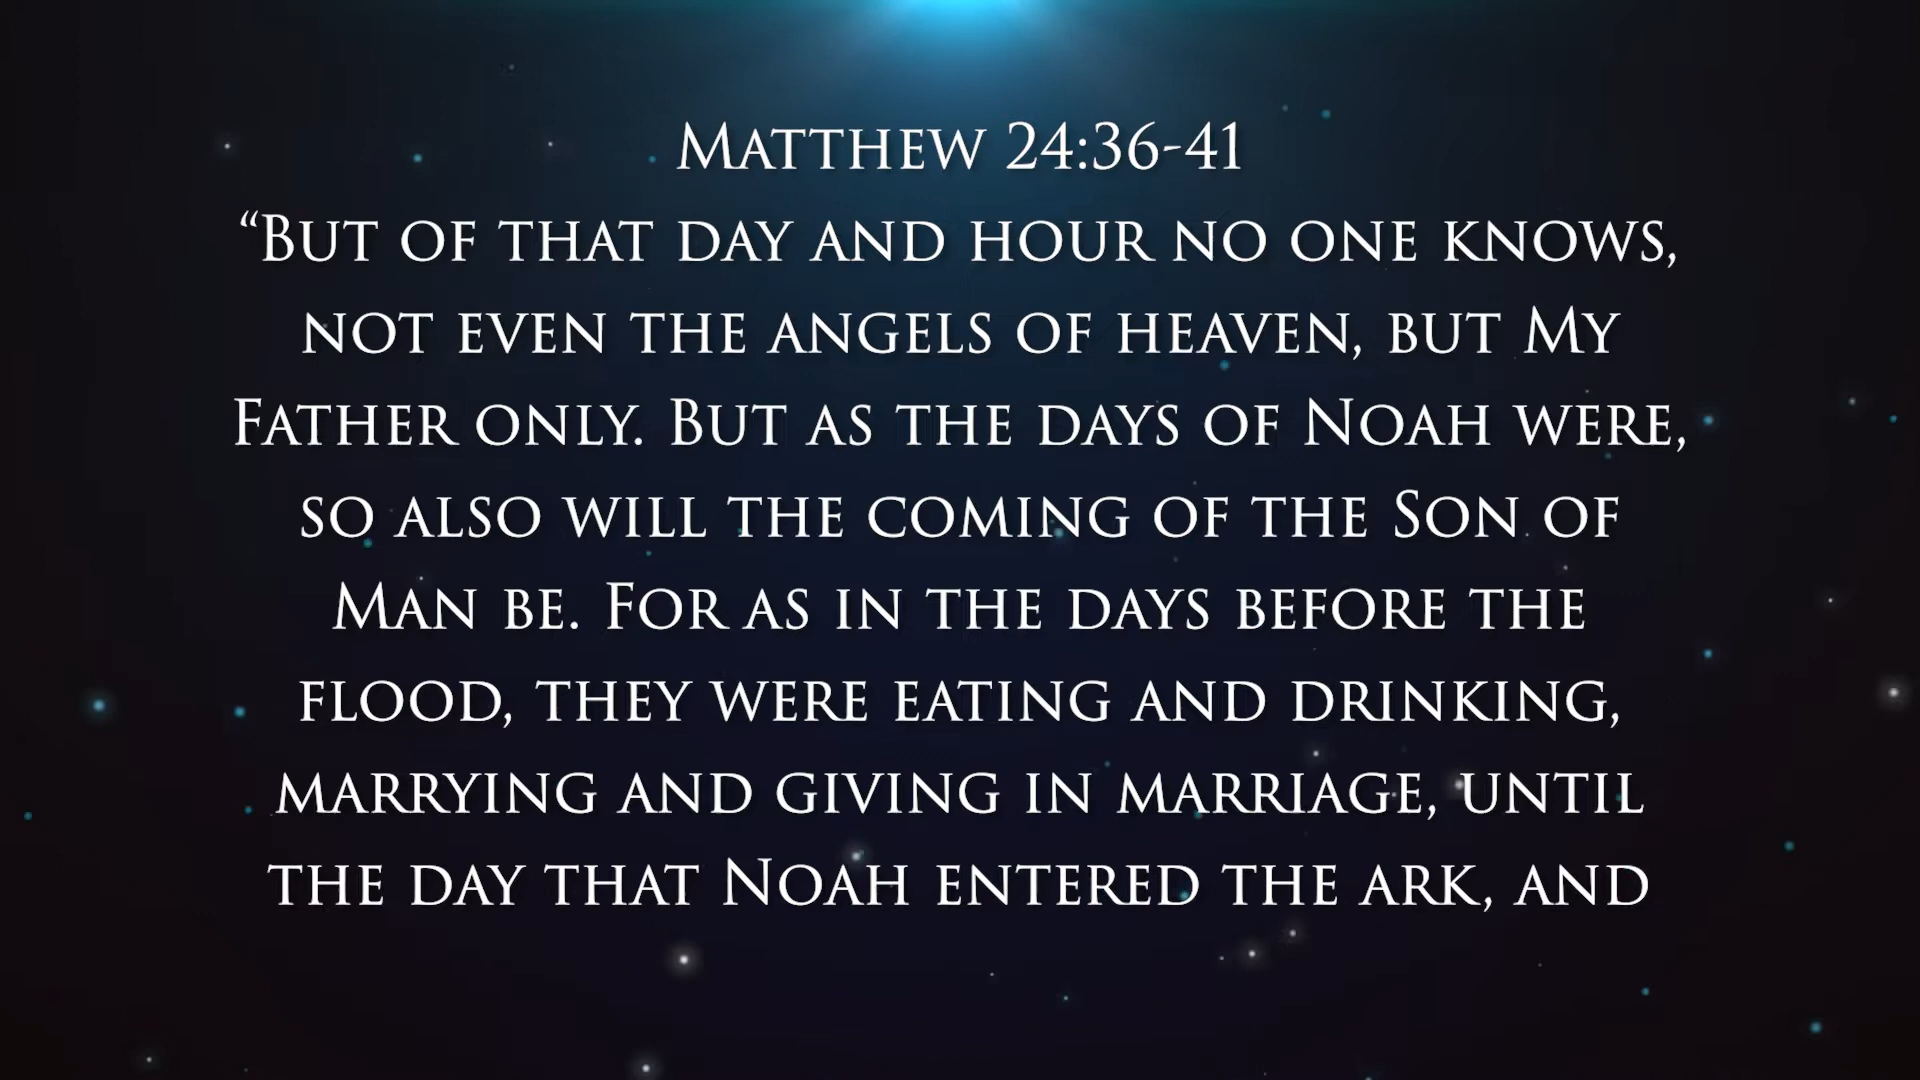 Matthew 24:36-41
“But of that day and hour no one knows,
not even the angels of heaven, but My
Father only. But as the days of Noah were,
so also will the coming of the Son of
Man be. For as in the days before the
flood, they were eating and drinking,
marrying and giving in marriage, until
the day that Noah entered the ark, and